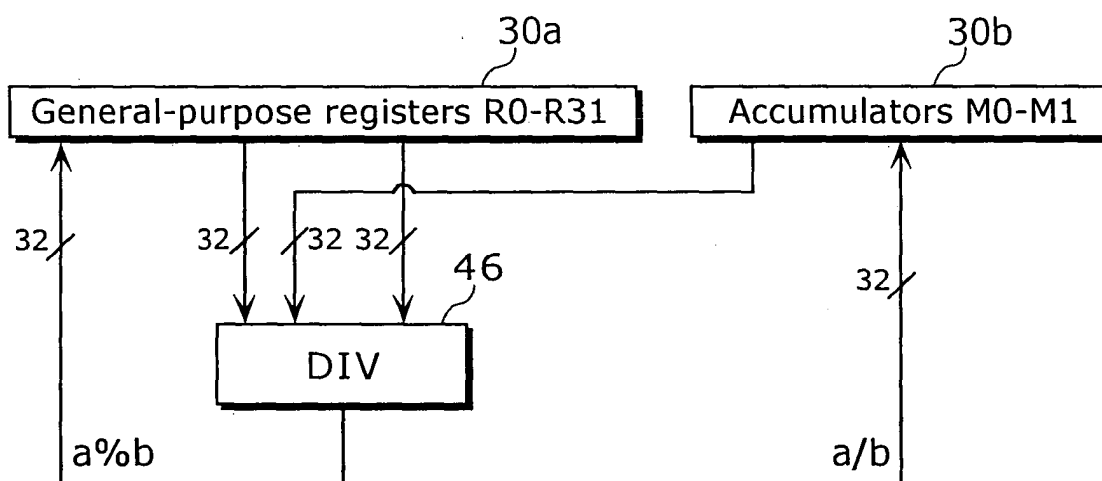 30a
30b
General-purpose registers R0-R31
Accumulators M0-M1
32
32
32
32
32
46
DIV
a%b
a/b